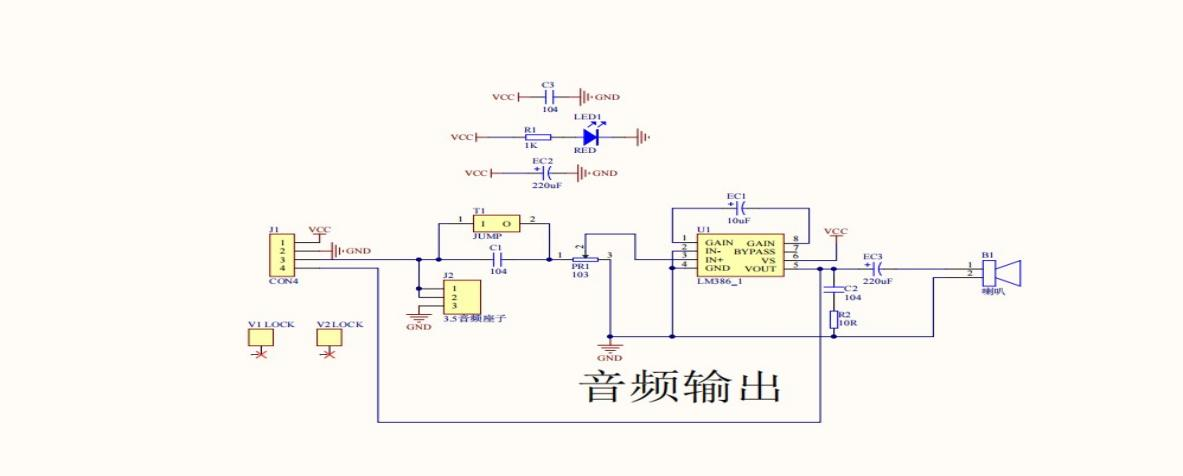 C3
VCC GND
104
LED1
VCC R1
1K RED
EC2
VCC GND
220uF
EC1
10uF
T1
1 I O 2
JUMP
J1
VCC
1
2 GND
3
4
CON4
C1
104
1 2 3
PR1
103
J2
1
2
3
3.5音频座子
GND
U1
1 GAIN GAIN 8
2 IN- BYPASS 7
3 IN+ VS 6
4 GND VOUT 5
LM386_1
VCC
EC3
220uF
B1
1
2
喇叭
C2
104
R2
10R
V1 LOCK V2 LOCK
GND
音频输出